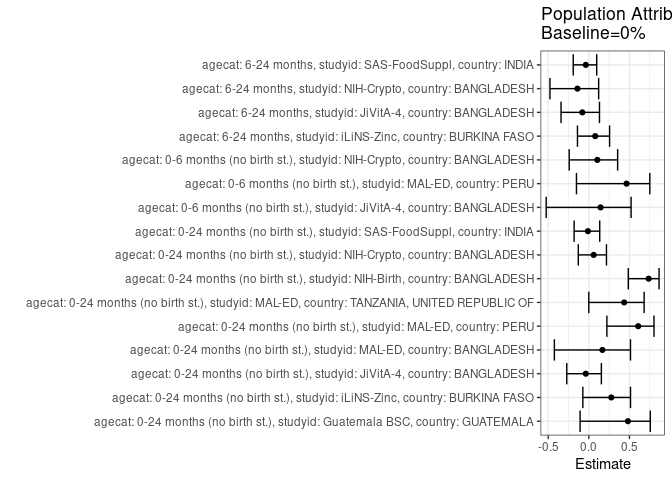 Population Attrib
Baseline=0%
agecat: 6-24 months, studyid: SAS-FoodSuppl, country: INDIA
agecat: 6-24 months, studyid: NIH-Crypto, country: BANGLADESH
agecat: 6-24 months, studyid: JiVitA-4, country: BANGLADESH
agecat: 6-24 months, studyid: iLiNS-Zinc, country: BURKINA FASO
agecat: 0-6 months (no birth st.), studyid: NIH-Crypto, country: BANGLADESH
agecat: 0-6 months (no birth st.), studyid: MAL-ED, country: PERU
agecat: 0-6 months (no birth st.), studyid: JiVitA-4, country: BANGLADESH
agecat: 0-24 months (no birth st.), studyid: SAS-FoodSuppl, country: INDIA
agecat: 0-24 months (no birth st.), studyid: NIH-Crypto, country: BANGLADESH
agecat: 0-24 months (no birth st.), studyid: NIH-Birth, country: BANGLADESH
agecat: 0-24 months (no birth st.), studyid: MAL-ED, country: TANZANIA, UNITED REPUBLIC OF
agecat: 0-24 months (no birth st.), studyid: MAL-ED, country: PERU
agecat: 0-24 months (no birth st.), studyid: MAL-ED, country: BANGLADESH
agecat: 0-24 months (no birth st.), studyid: JiVitA-4, country: BANGLADESH
agecat: 0-24 months (no birth st.), studyid: iLiNS-Zinc, country: BURKINA FASO
agecat: 0-24 months (no birth st.), studyid: Guatemala BSC, country: GUATEMALA
-0.5 0.0 0.5
Estimate